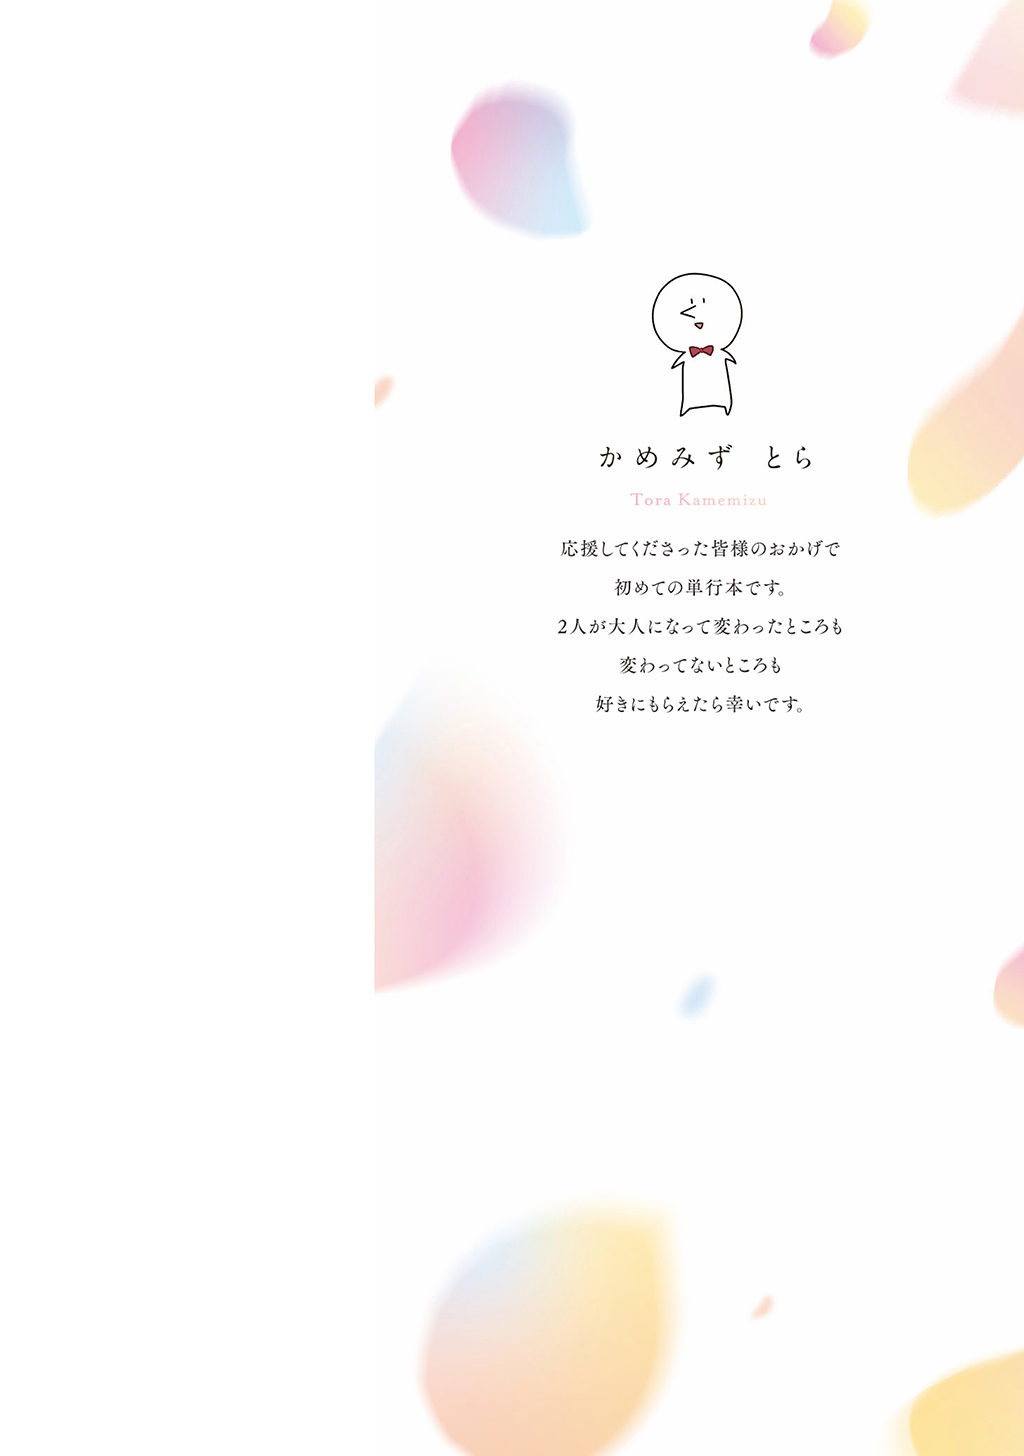 かめみず とら
Tora Kamemizu
応援してくださった皆様のおかげで
初めての単行本です。
2人が大人になって変わったところも
変わってないところも
好きにもらえたら幸いです。